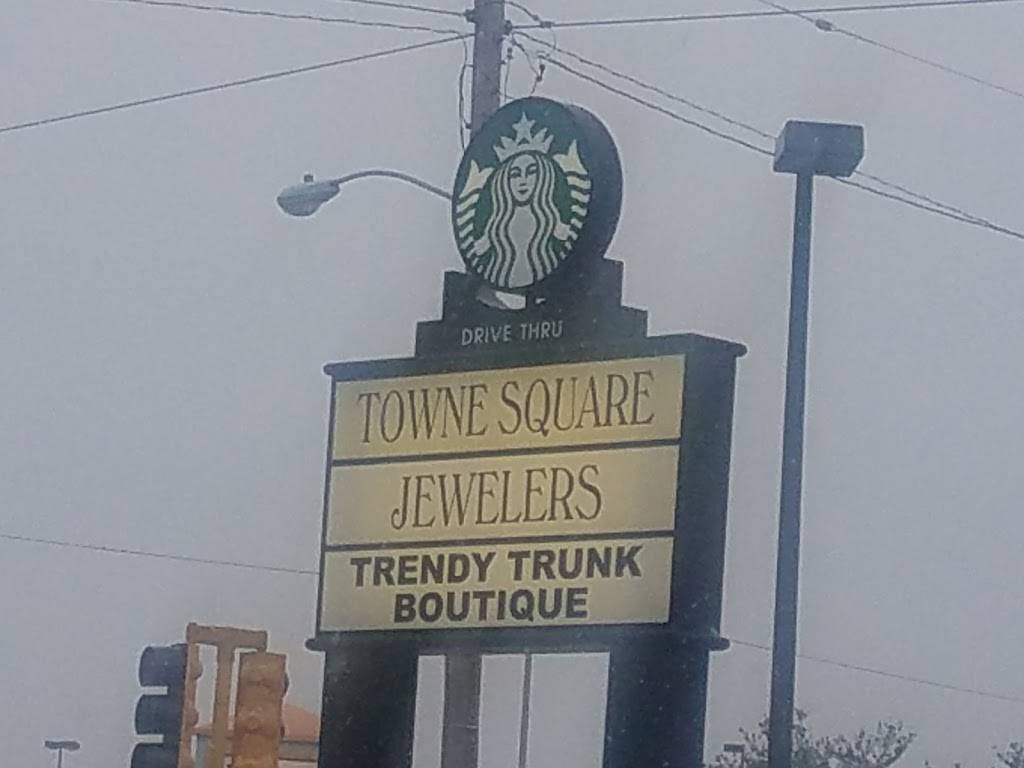 DRIVE THRU
TOWNE SQUARE
JEWELERS
TRENDY TRUNK
BOUTIQUE